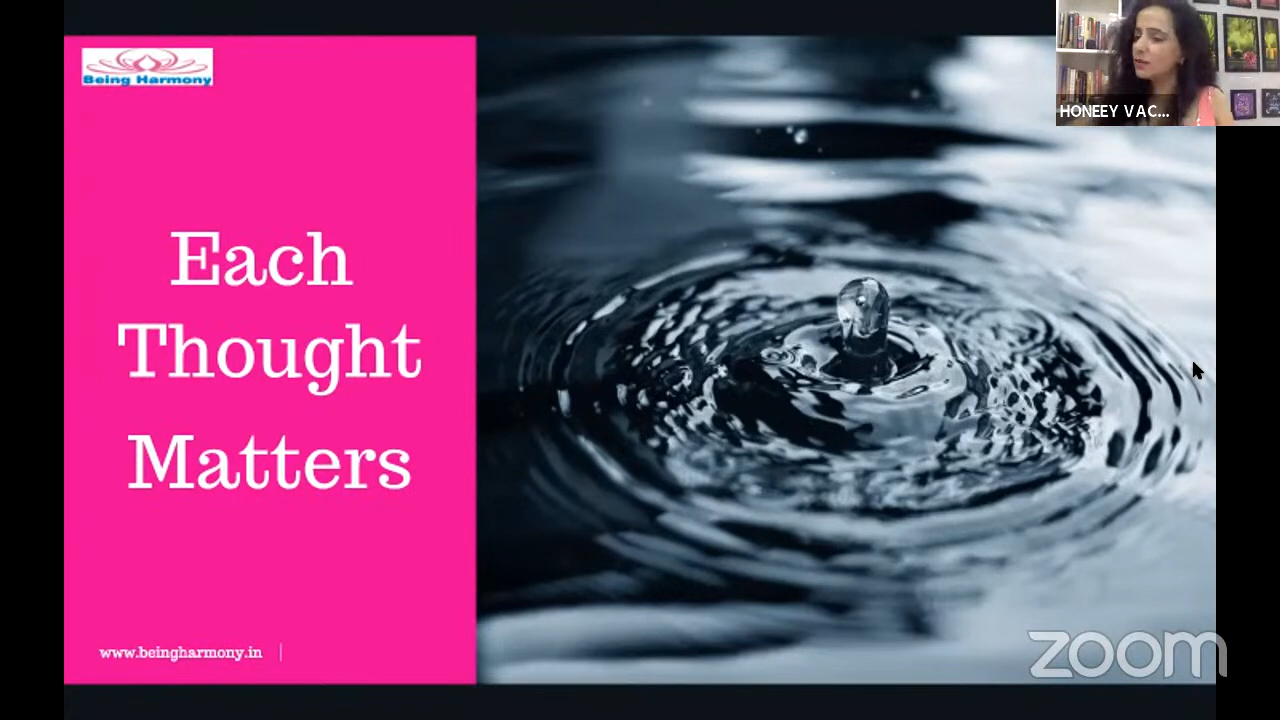 Being Harmony
HONEEY VAC...
Each
Thought
Matters
www.beingharmony.in
zoom